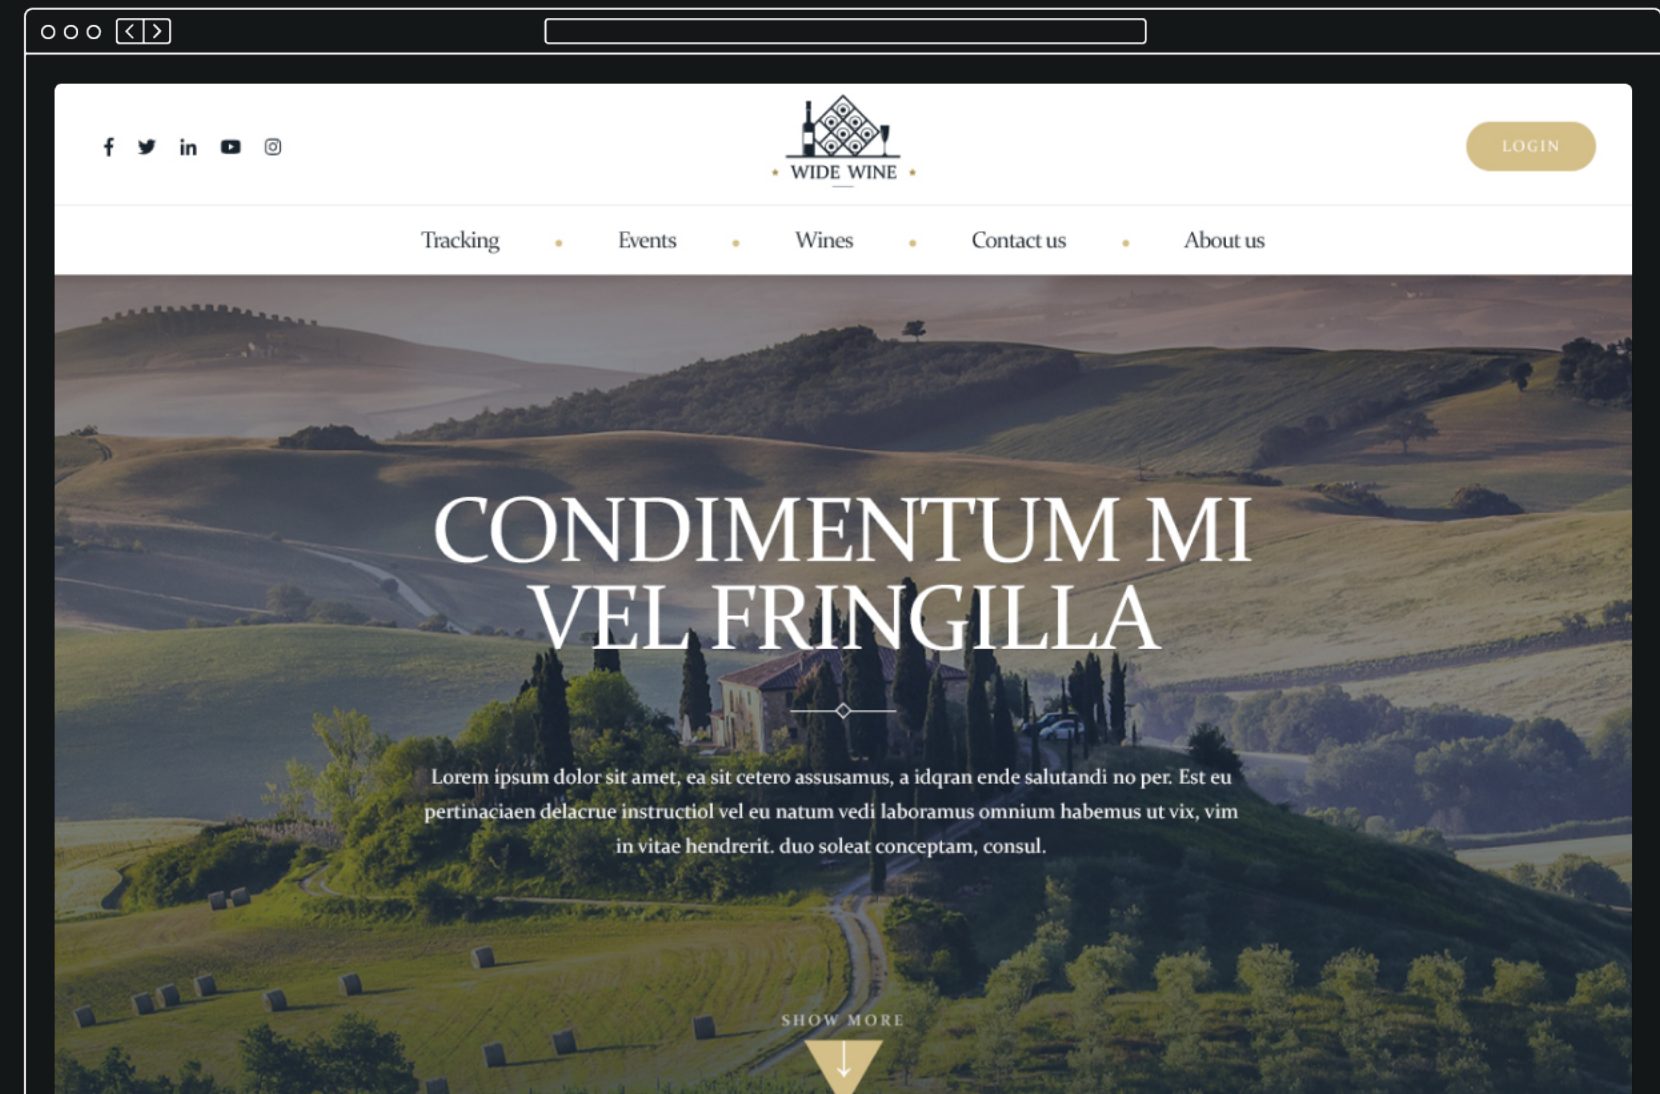 WIDE WINE
LOGIN
Tracking
Events
Wines
Contact us
About us
CONDIMENTUM MI
VEL FRINGILLA
Lorem ipsum dolor sit amet, ea sit cetero assusamus, a idqran ende salutandi no per. Est eu
pertinaciaen delacrue instructiol vel eu natum vedi laboramus omnium habemus ut vix, vim
in vitae hendrerit. duo soleat conceptam, consul.
SHOW MORE